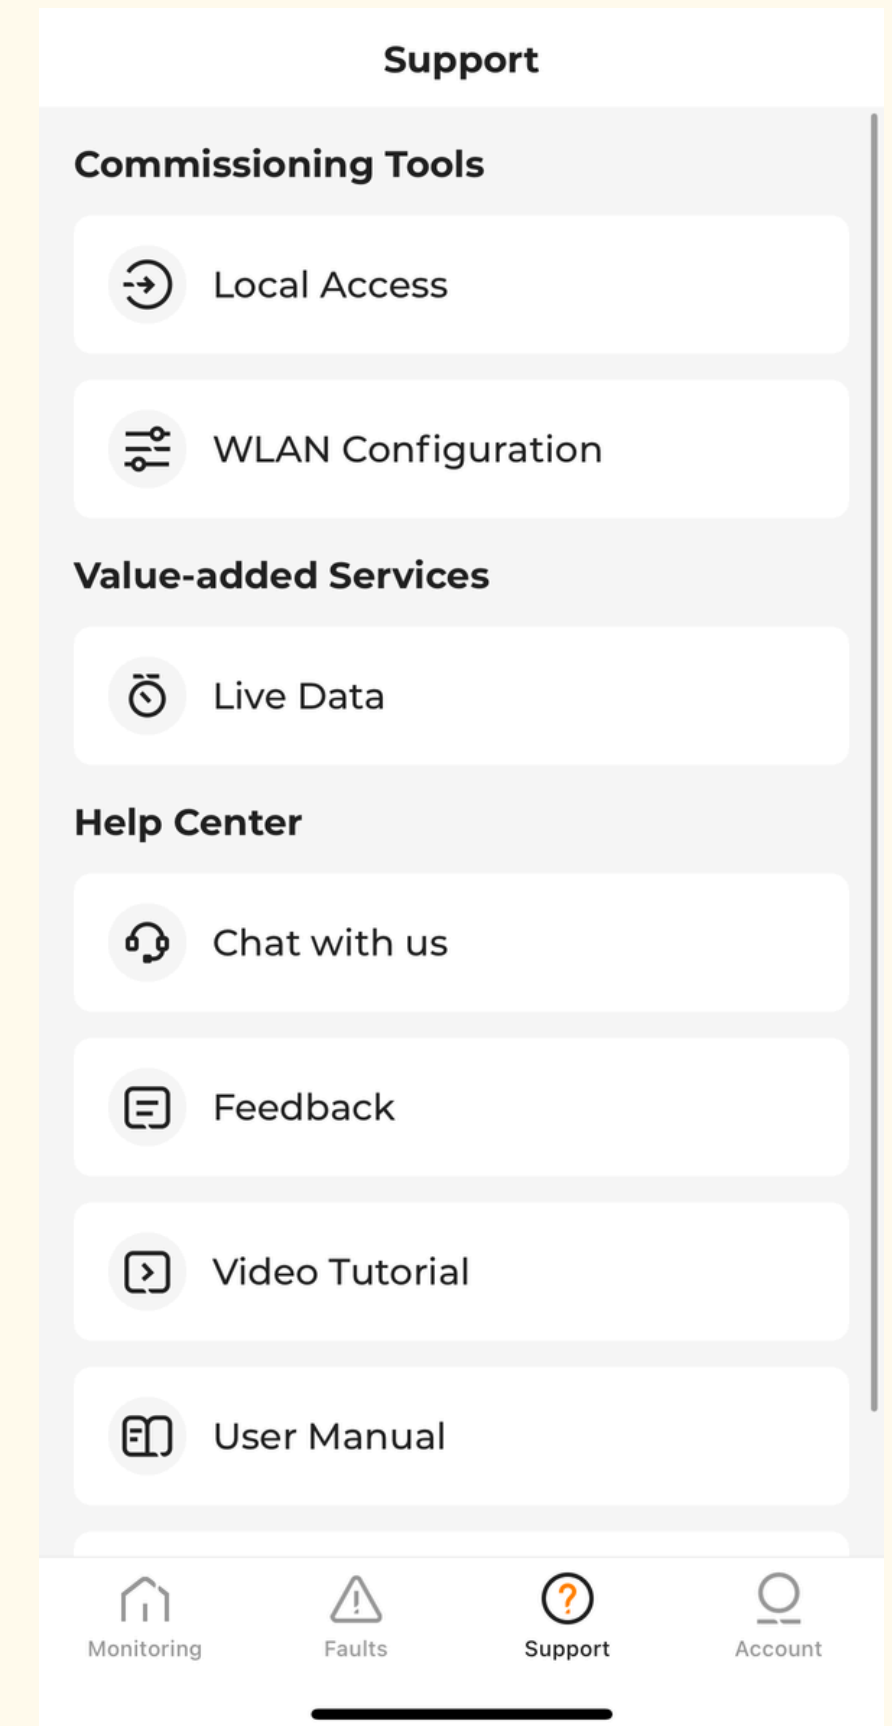 Support
Commissioning Tools
Local Access
WLAN Configuration
Value-added Services
Live Data
Help Center
Chat with us
Feedback
Video Tutorial
User Manual
Monitoring
Faults
Support
Account